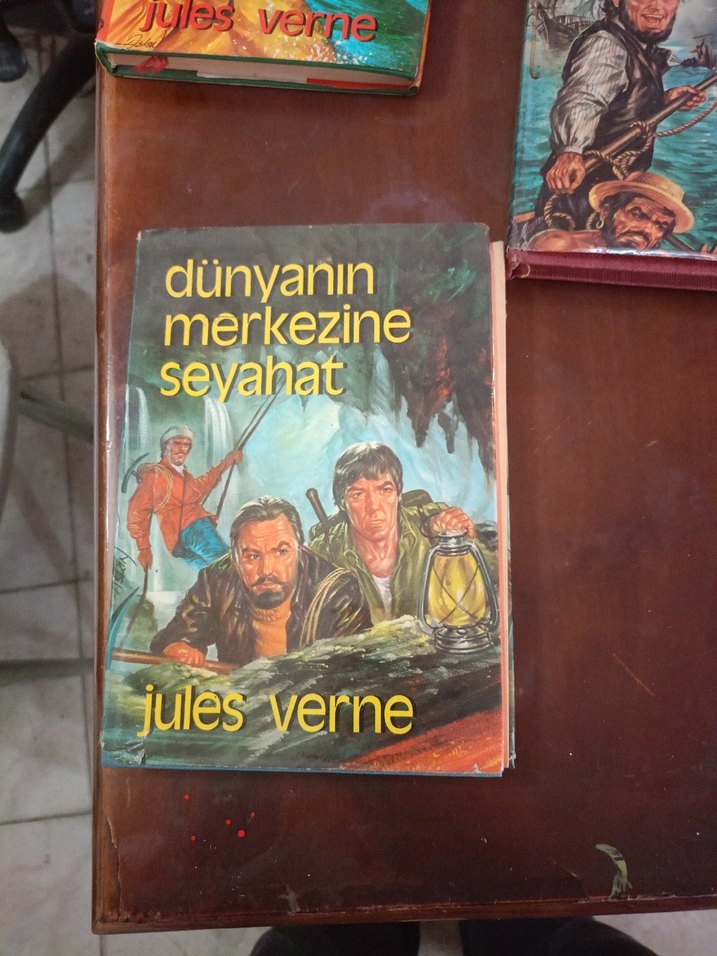 jules verne
dünyanın
merkezine
seyahat
jules verne